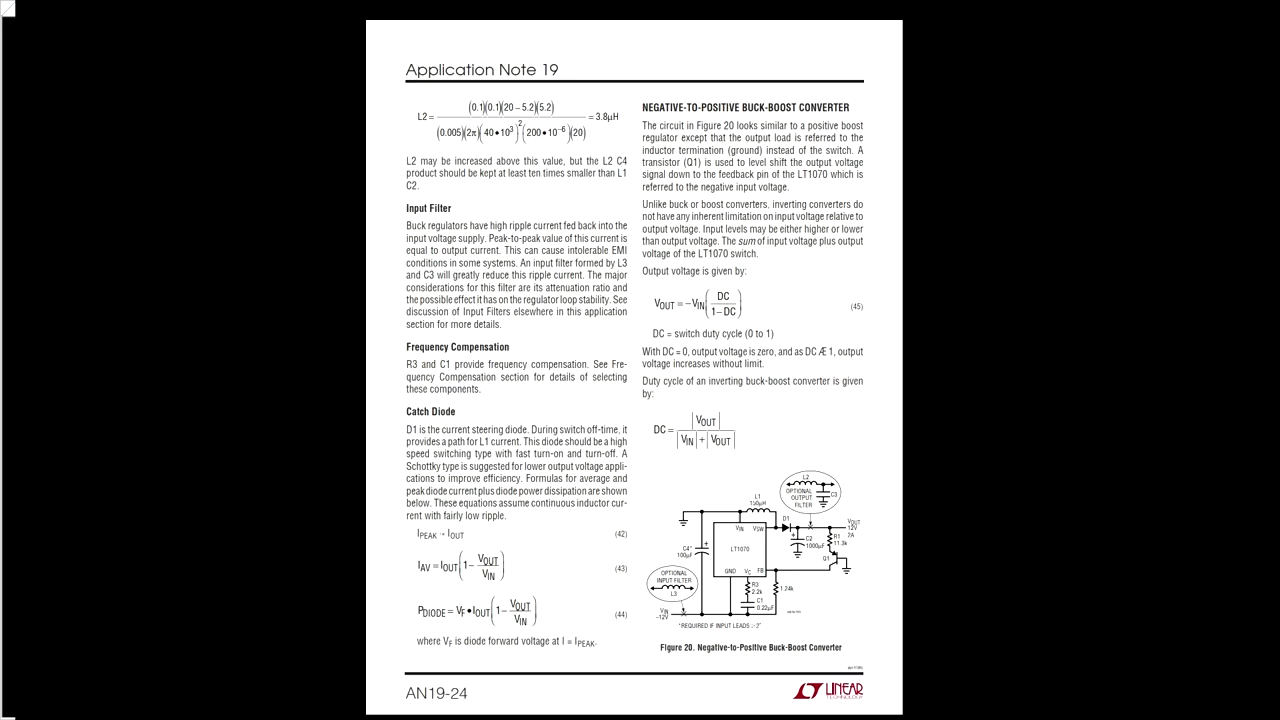 Application Note 19
L2 = (0.1)(0.1)(20 – 5.2)(5.2) / (0.005)(2π)(40•10³)²(200•10⁻⁶)(20) = 3.8µH
L2 may be increased above this value, but the L2 C4
product should be kept at least ten times smaller than L1
C2.
Input Filter
Buck regulators have high ripple current fed back into the
input voltage supply. Peak-to-peak value of this current is
equal to output current. This can cause intolerable EMI
conditions in some systems. An input filter formed by L3
and C3 will greatly reduce this ripple current. The major
considerations for this filter are its attenuation ratio and
the possible effect it has on the regulator loop stability. See
discussion of Input Filters elsewhere in this application
section for more details.
Frequency Compensation
R3 and C1 provide frequency compensation. See Fre-
quency Compensation section for details of selecting
these components.
Catch Diode
D1 is the current steering diode. During switch off-time, it
provides a path for L1 current. This diode should be a high
speed switching type with fast turn-on and turn-off. A
Schottky type is suggested for lower output voltage appli-
cations to improve efficiency. Formulas for average and
peak diode current plus diode power dissipation are shown
below. These equations assume continuous inductor cur-
rent with fairly low ripple.
IPEAK ≈ IOUT (42)
IAV = IOUT(1 – VOUT/VIN) (43)
PDIODE = VF • IOUT(1 – VOUT/VIN) (44)
where VF is diode forward voltage at I = IPEAK.
NEGATIVE-TO-POSITIVE BUCK-BOOST CONVERTER
The circuit in Figure 20 looks similar to a positive boost
regulator except that the output load is referred to the
inductor termination (ground) instead of the switch. A
transistor (Q1) is used to level shift the output voltage
signal down to the feedback pin of the LT1070 which is
referred to the negative input voltage.
Unlike buck or boost converters, inverting converters do
not have any inherent limitation on input voltage relative to
output voltage. Input levels may be either higher or lower
than output voltage. The sum of input voltage plus output
voltage of the LT1070 switch.
Output voltage is given by:
VOUT = –VIN(DC / 1 – DC) (45)
DC = switch duty cycle (0 to 1)
With DC = 0, output voltage is zero, and as DC Æ 1, output
voltage increases without limit.
Duty cycle of an inverting buck-boost converter is given
by:
DC = |VOUT| / |VIN| + |VOUT|
L2
OPTIONAL
OUTPUT
FILTER
C3
L1
150µH
D1
VOUT
12V
2A
VIN
VSW
C2
1000µF
R1
11.3k
C4*
100µF
LT1070
Q1
GND
VC
FB
OPTIONAL
INPUT FILTER
L3
R3
2.2k
1.24k
C1
0.22µF
VIN
–12V
Figure 20. Negative-to-Positive Buck-Boost Converter
AN19-24
LINEAR
TECHNOLOGY